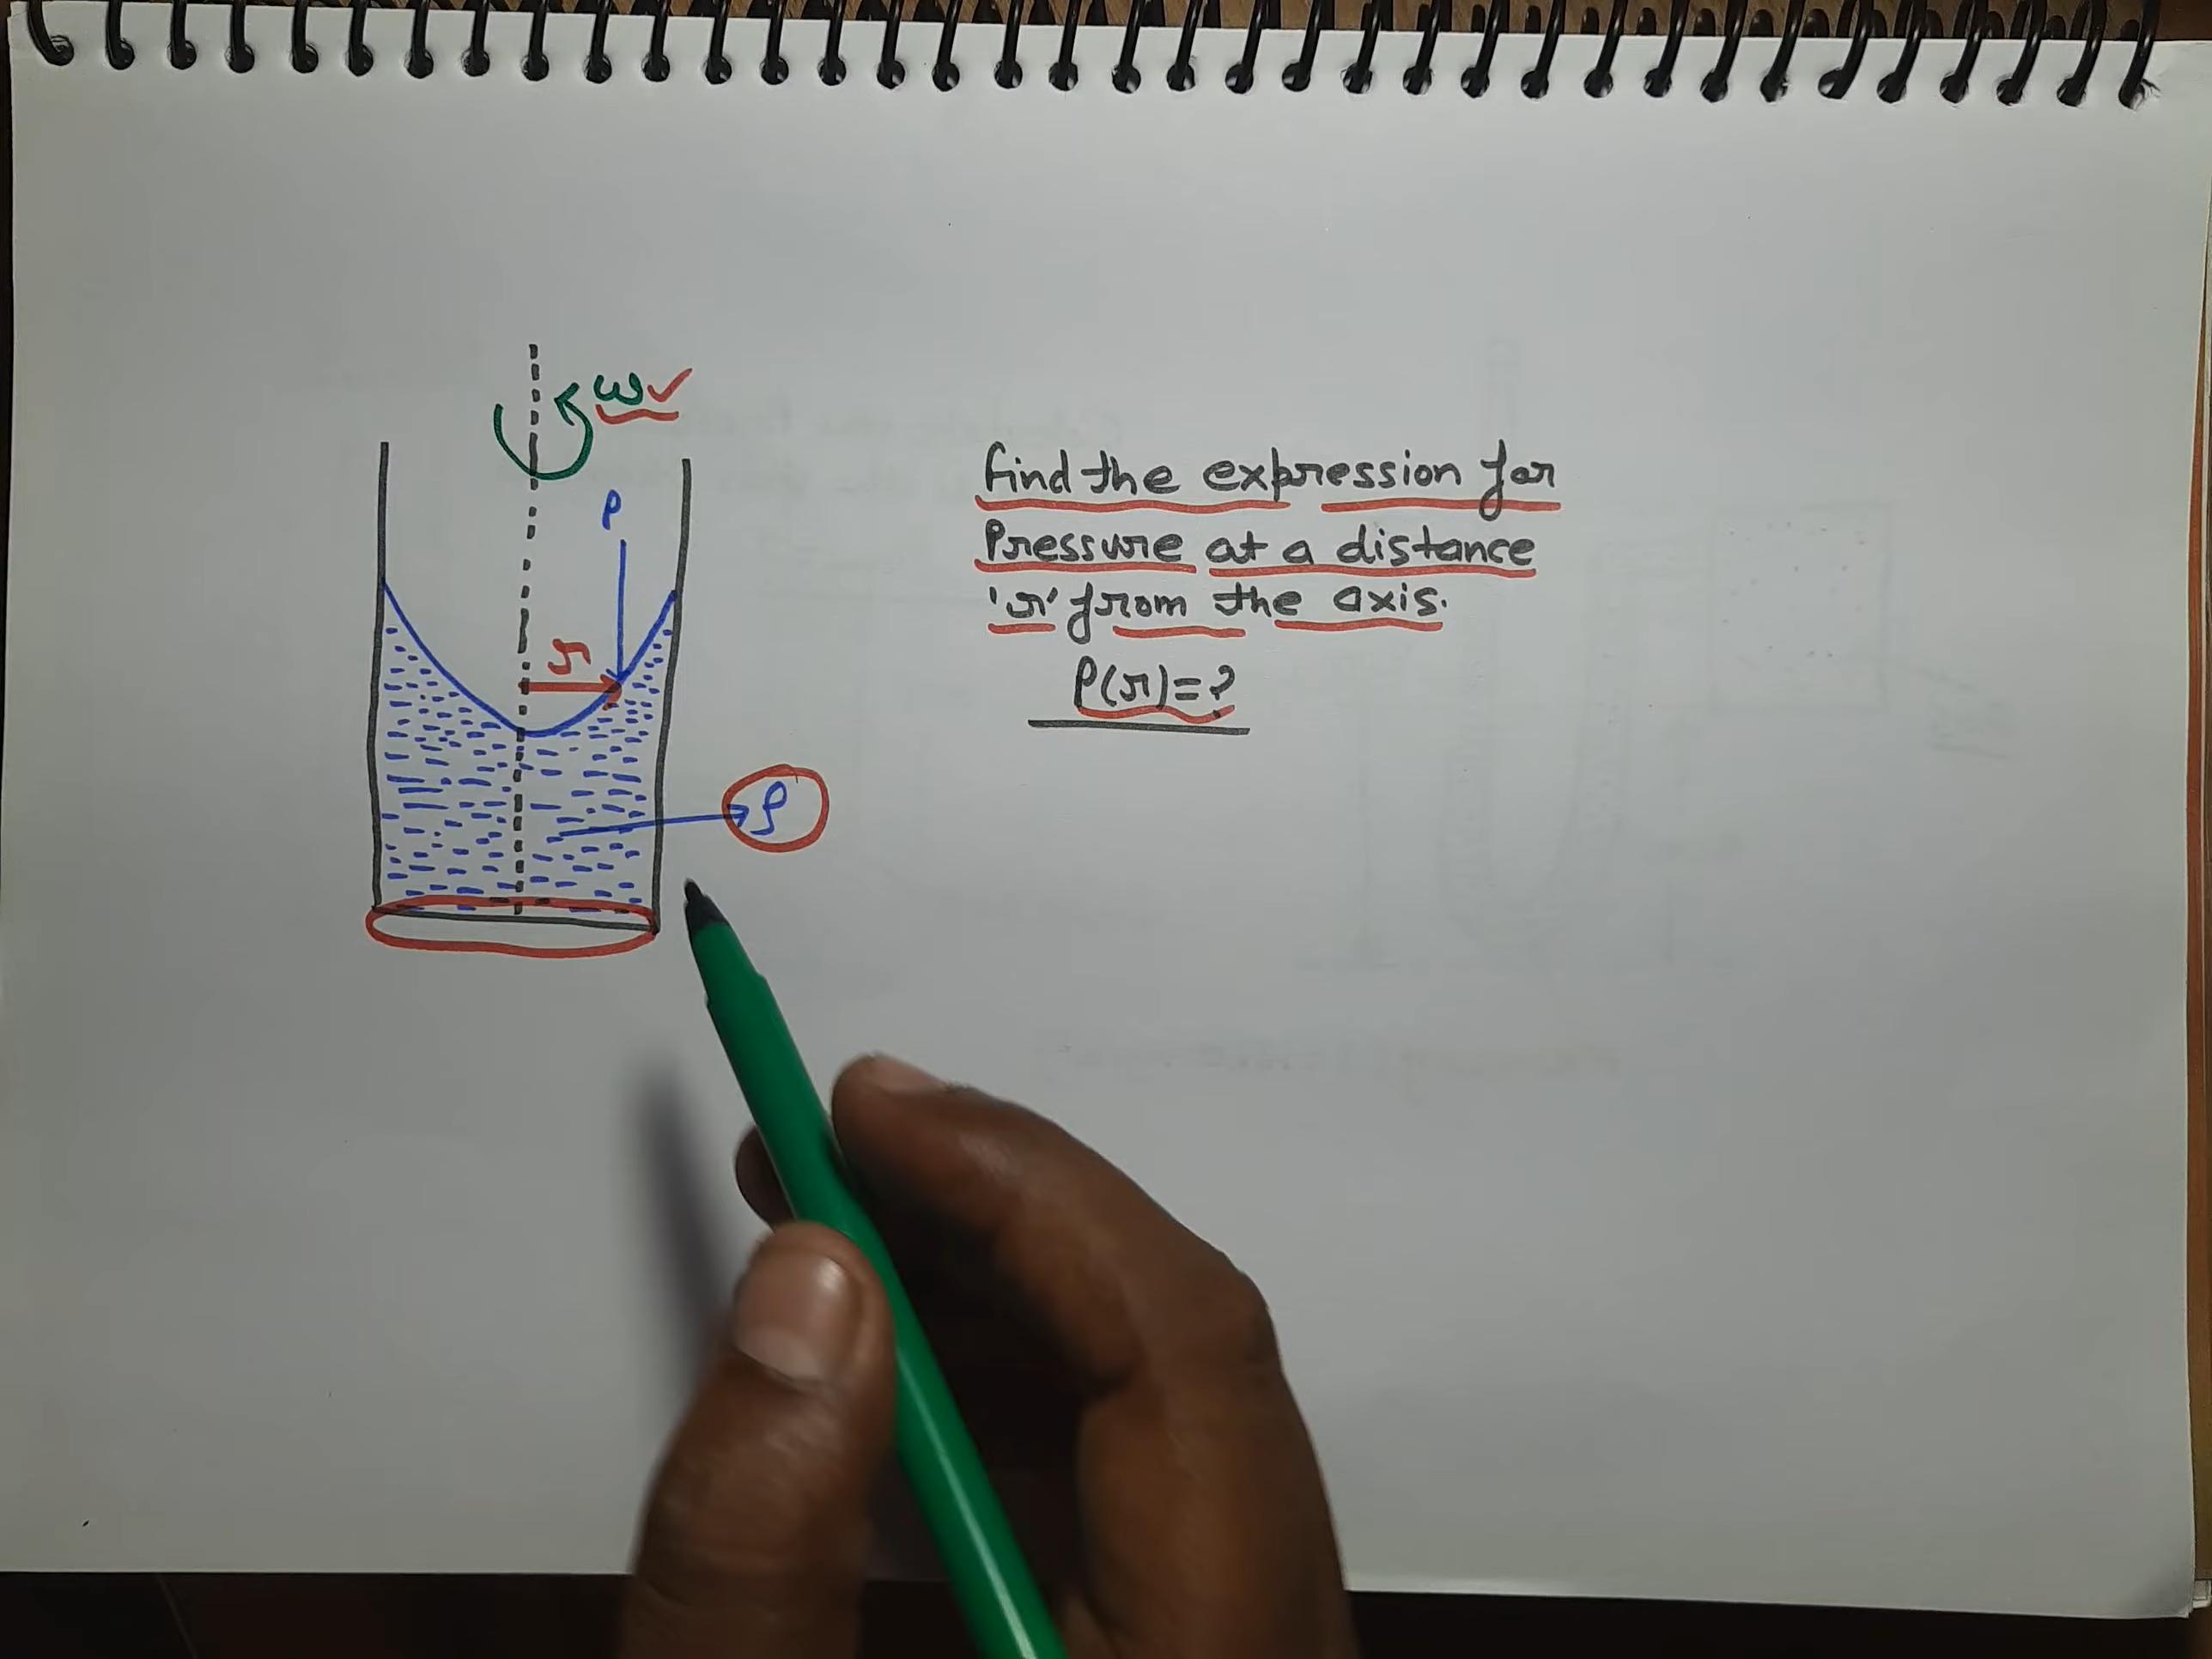 ω✓
P
r
ρ
find the expression for
Pressure at a distance
'r' from the axis.
P(r)=?